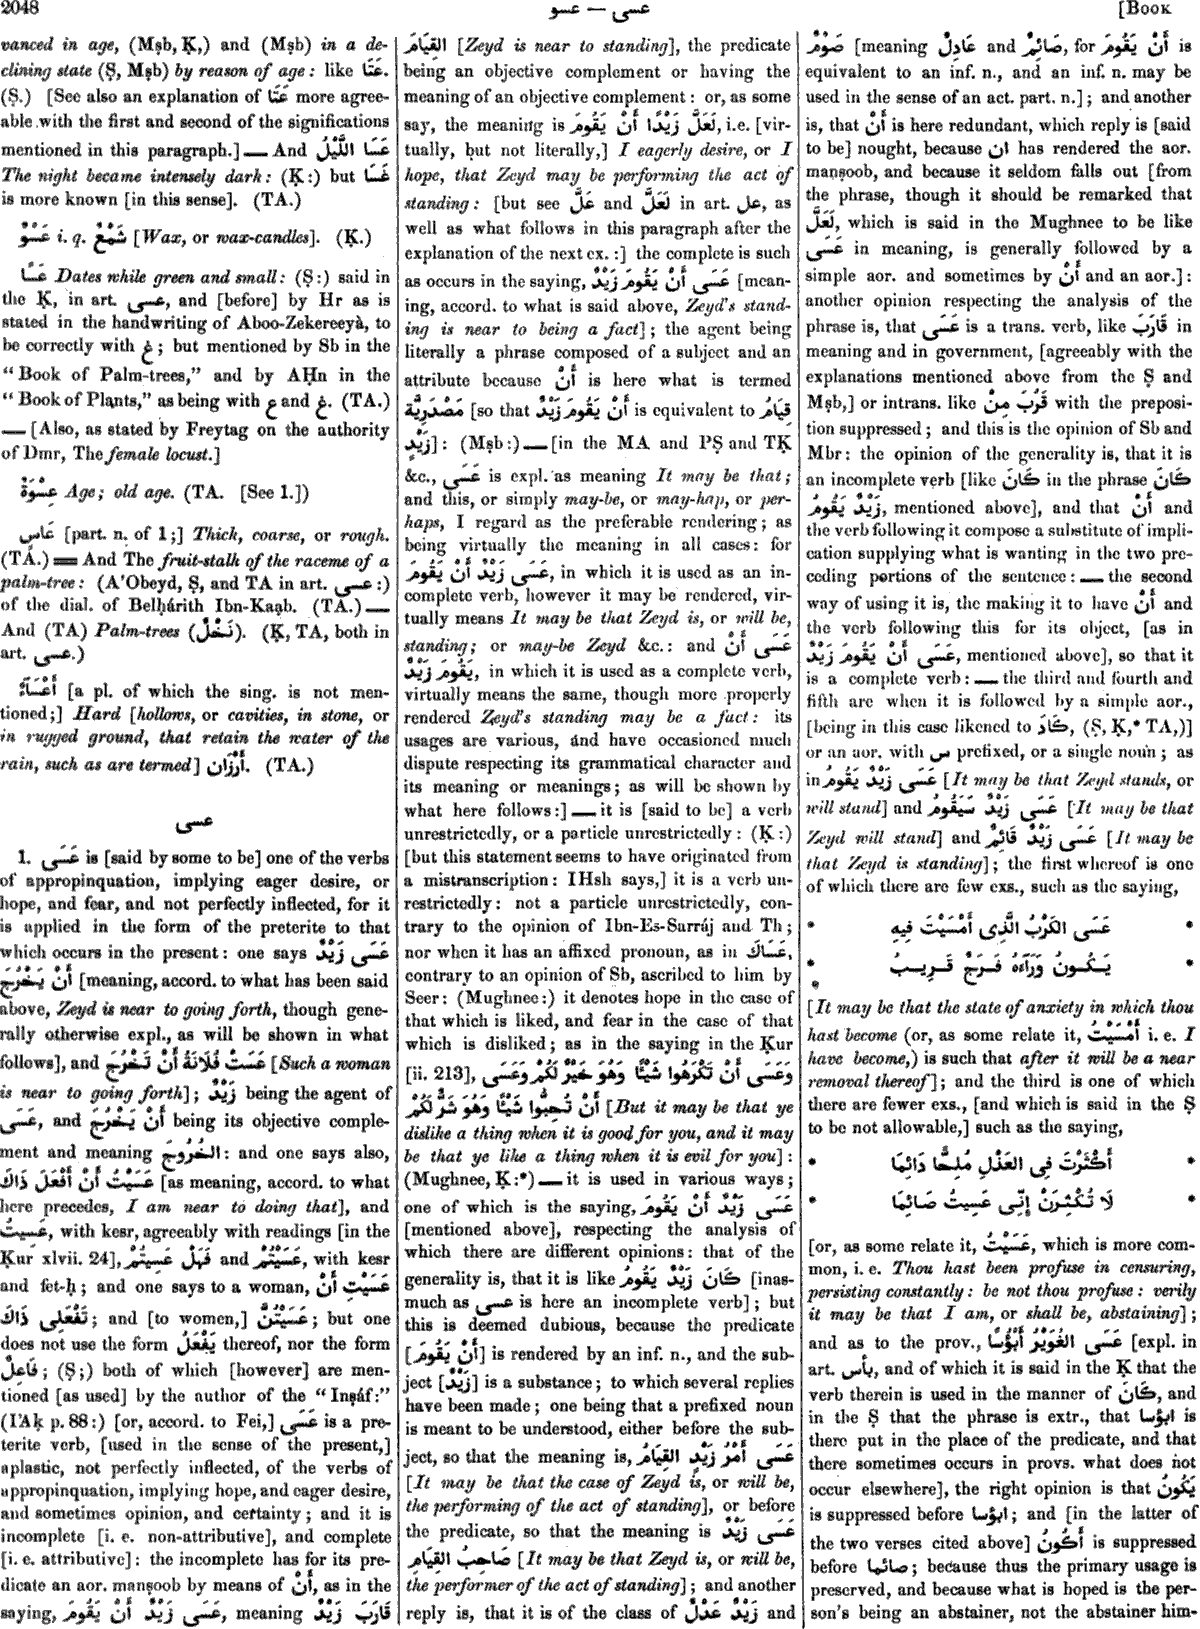 2048
عسو — عسى
[Book
vanced in age, (Mṣb, Ḳ,) and (Mṣb) in a de-
clining state (Ṣ, Mṣb) by reason of age: like عَتَا.
(Ṣ.) [See also an explanation of عَتَا more agree-
able with the first and second of the significations
mentioned in this paragraph.] — And عَسَا اللَّيْلُ
The night became intensely dark: (Ḳ:) but غَسَا
is more known [in this sense]. (TA.)
عَسْوٌ i. q. شَمْعٌ [Wax, or wax-candles]. (Ḳ.)
عَسًا Dates while green and small: (Ṣ:) said in
the Ḳ, in art. عسى, and [before] by Hr as is
stated in the handwriting of Aboo-Zekereeyà, to
be correctly with غ; but mentioned by Sb in the
“Book of Palm-trees,” and by AḤn in the
“Book of Plants,” as being with ع and غ. (TA.)
— [Also, as stated by Freytag on the authority
of Dmr, The female locust.]
عِسْوَةٌ Age; old age. (TA. [See 1.])
عَاسٍ [part. n. of 1;] Thick, coarse, or rough.
(TA.) = And The fruit-stalk of the raceme of a
palm-tree: (A'Obeyd, Ṣ, and TA in art. عسى:)
of the dial. of Belḥárith Ibn-Kaạb. (TA.) —
And (TA) Palm-trees (نَخْلٌ). (Ḳ, TA, both in
art. عسى.)
أَعْسَآءٌ [a pl. of which the sing. is not men-
tioned;] Hard [hollows, or cavities, in stone, or
in rugged ground, that retain the water of the
rain, such as are termed] أَرْزَان. (TA.)
عسى
1. عَسَى is [said by some to be] one of the verbs
of appropinquation, implying eager desire, or
hope, and fear, and not perfectly inflected, for it
is applied in the form of the preterite to that
which occurs in the present: one says عَسَى زَيْدٌ
أَنْ يَخْرُجَ [meaning, accord. to what has been said
above, Zeyd is near to going forth, though gene-
rally otherwise expl., as will be shown in what
follows], and عَسَتْ فُلَانَةُ أَنْ تَخْرُجَ [Such a woman
is near to going forth]; زَيْدٌ being the agent of
عَسَى, and أَنْ يَخْرُجَ being its objective comple-
ment and meaning الخُرُوجَ: and one says also,
عَسَيْتُ أَنْ أَفْعَلَ ذَاكَ [as meaning, accord. to what
here precedes, I am near to doing that], and
عَسِيتُ, with kesr, agreeably with readings [in the
Ḳur xlvii. 24], فَهَلْ عَسِيتُمْ and عَسَيْتُمْ, with kesr
and fet-ḥ; and one says to a woman, عَسَيْتِ أَنْ
تَفْعَلِى ذَاكَ; and [to women,] عَسَيْتُنَّ; but one
does not use the form يَفْعَلُ thereof, nor the form
فَاعِلٌ; (Ṣ;) both of which [however] are men-
tioned [as used] by the author of the “Inṣáf:”
(I'Aḳ p. 88:) [or, accord. to Fei,] عَسَى is a pre-
terite verb, [used in the sense of the present,]
aplastic, not perfectly inflected, of the verbs of
appropinquation, implying hope, and eager desire,
and sometimes opinion, and certainty; and it is
incomplete [i. e. non-attributive], and complete
[i. e. attributive]: the incomplete has for its pre-
dicate an aor. manṣoob by means of أَنْ, as in the
saying, عَسَى زَيْدٌ أَنْ يَقُومَ, meaning قَارَبَ زَيْدٌ
القِيَامَ [Zeyd is near to standing], the predicate
being an objective complement or having the
meaning of an objective complement: or, as some
say, the meaning is لَعَلَّ زَيْدًا أَنْ يَقُومَ, i. e. [vir-
tually, but not literally,] I eagerly desire, or I
hope, that Zeyd may be performing the act of
standing: [but see عَلَّ and لَعَلَّ in art. عل, as
well as what follows in this paragraph after the
explanation of the next ex. :] the complete is such
as occurs in the saying, عَسَى أَنْ يَقُومَ زَيْدٌ [mean-
ing, accord. to what is said above, Zeyd's stand-
ing is near to being a fact]; the agent being
literally a phrase composed of a subject and an
attribute because أَنْ is here what is termed
مَصْدَرِيَّة [so that أَنْ يَقُومَ زَيْدٌ is equivalent to قِيَامُ
زَيْدٍ]: (Mṣb:) — [in the MA and PṢ and TḲ
&c., عَسَى is expl. as meaning It may be that;
and this, or simply may-be, or may-hap, or per-
haps, I regard as the preferable rendering; as
being virtually the meaning in all cases: for
عَسَى زَيْدٌ أَنْ يَقُومَ, in which it is used as an in-
complete verb, however it may be rendered, vir-
tually means It may be that Zeyd is, or will be,
standing; or may-be Zeyd &c.: and عَسَى أَنْ
يَقُومَ زَيْدٌ, in which it is used as a complete verb,
virtually means the same, though more properly
rendered Zeyd's standing may be a fact: its
usages are various, and have occasioned much
dispute respecting its grammatical character and
its meaning or meanings; as will be shown by
what here follows:] — it is [said to be] a verb
unrestrictedly, or a particle unrestrictedly: (Ḳ:)
[but this statement seems to have originated from
a mistranscription: IHsh says,] it is a verb un-
restrictedly: not a particle unrestrictedly, con-
trary to the opinion of Ibn-Es-Sarráj and Th;
nor when it has an affixed pronoun, as in عَسَاكَ,
contrary to an opinion of Sb, ascribed to him by
Seer: (Mughnee:) it denotes hope in the case of
that which is liked, and fear in the case of that
which is disliked; as in the saying in the Ḳur
[ii. 213], وَعَسَى أَنْ تَكْرَهُوا شَيْئًا وَهُوَ خَيْرٌ لَكُمْ وَعَسَى
أَنْ تُحِبُّوا شَيْئًا وَهُوَ شَرٌّ لَكُمْ [But it may be that ye
dislike a thing when it is good for you, and it may
be that ye like a thing when it is evil for you]:
(Mughnee, Ḳ:*) — it is used in various ways;
one of which is the saying, عَسَى زَيْدٌ أَنْ يَقُومَ
[mentioned above], respecting the analysis of
which there are different opinions: that of the
generality is, that it is like كَانَ زَيْدٌ يَقُومُ [inas-
much as عسى is here an incomplete verb]; but
this is deemed dubious, because the predicate
[أَنْ يَقُومَ] is rendered by an inf. n., and the sub-
ject [زَيْدٌ] is a substance; to which several replies
have been made; one being that a prefixed noun
is meant to be understood, either before the sub-
ject, so that the meaning is, عَسَى أَمْرُ زَيْدٍ القِيَامَ
[It may be that the case of Zeyd is, or will be,
the performing of the act of standing], or before
the predicate, so that the meaning is عَسَى زَيْدٌ
صَاحِبُ القِيَامِ [It may be that Zeyd is, or will be,
the performer of the act of standing]; and another
reply is, that it is of the class of زَيْدٌ عَدْلٌ and
صَوْمٌ [meaning عَادِلٌ and صَائِمٌ, for أَنْ يَقُومَ is
equivalent to an inf. n., and an inf. n. may be
used in the sense of an act. part. n.]; and another
is, that أَنْ is here redundant, which reply is [said
to be] nought, because ان has rendered the aor.
manṣoob, and because it seldom falls out [from
the phrase, though it should be remarked that
لَعَلَّ, which is said in the Mughnee to be like
عَسَى in meaning, is generally followed by a
simple aor. and sometimes by أَنْ and an aor.]:
another opinion respecting the analysis of the
phrase is, that عَسَى is a trans. verb, like قَارَبَ in
meaning and in government, [agreeably with the
explanations mentioned above from the Ṣ and
Mṣb,] or intrans. like قَرُبَ مِنْ with the preposi-
tion suppressed; and this is the opinion of Sb and
Mbr: the opinion of the generality is, that it is
an incomplete verb [like كَانَ in the phrase كَانَ
زَيْدٌ يَقُومُ, mentioned above], and that أَنْ and
the verb following it compose a substitute of impli-
cation supplying what is wanting in the two pre-
ceding portions of the sentence: — the second
way of using it is, the making it to have أَنْ and
the verb following this for its object, [as in
عَسَى أَنْ يَقُومَ زَيْدٌ, mentioned above], so that it
is a complete verb: — the third and fourth and
fifth are when it is followed by a simple aor.,
[being in this case likened to كَادَ, (Ṣ, Ḳ,* TA,)]
or an aor. with س prefixed, or a single noun; as
in عَسَى زَيْدٌ يَقُومُ [It may be that Zeyd stands, or
will stand] and عَسَى زَيْدٌ سَيَقُومُ [It may be that
Zeyd will stand] and عَسَى زَيْدٌ قَائِمٌ [It may be
that Zeyd is standing]; the first whereof is one
of which there are few exs., such as the saying,
* عَسَى الكَرْبُ الَّذِى أَمْسَيْتَ فِيهِ *
* يَكُونُ وَرَآءَهُ فَرَجٌ قَرِيبُ *
[It may be that the state of anxiety in which thou
hast become (or, as some relate it, أَمْسَيْتُ i. e. I
have become,) is such that after it will be a near
removal thereof]; and the third is one of which
there are fewer exs., [and which is said in the Ṣ
to be not allowable,] such as the saying,
* أَكْثَرْتَ فِى العَذْلِ مُلِحًّا دَائِمَا *
* لَا تُكْثِرَنْ إِنِّى عَسِيتُ صَائِمَا *
[or, as some relate it, عَسَيْتُ, which is more com-
mon, i. e. Thou hast been profuse in censuring,
persisting constantly: be not thou profuse: verily
it may be that I am, or shall be, abstaining];
and as to the prov., عَسَى الغُوَيْرُ أَبْؤُسًا [expl. in
art. بأس, and of which it is said in the Ḳ that the
verb therein is used in the manner of كَانَ, and
in the Ṣ that the phrase is extr., that ابؤسا is
there put in the place of the predicate, and that
there sometimes occurs in provs. what does not
occur elsewhere], the right opinion is that يَكُونُ
is suppressed before ابؤسا; and [in the latter of
the two verses cited above] أَكُونُ is suppressed
before صائما; because thus the primary usage is
preserved, and because what is hoped is the per-
son's being an abstainer, not the abstainer him-